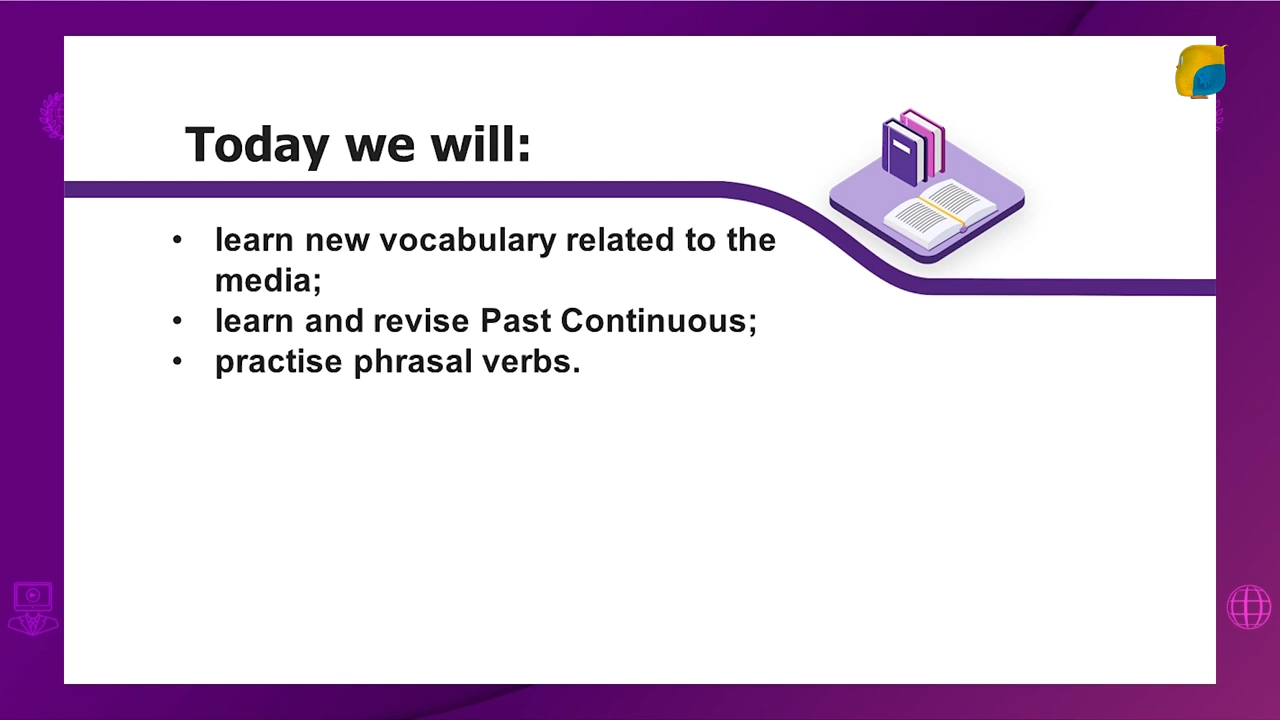 Today we will:
• learn new vocabulary related to the
media;
• learn and revise Past Continuous;
• practise phrasal verbs.